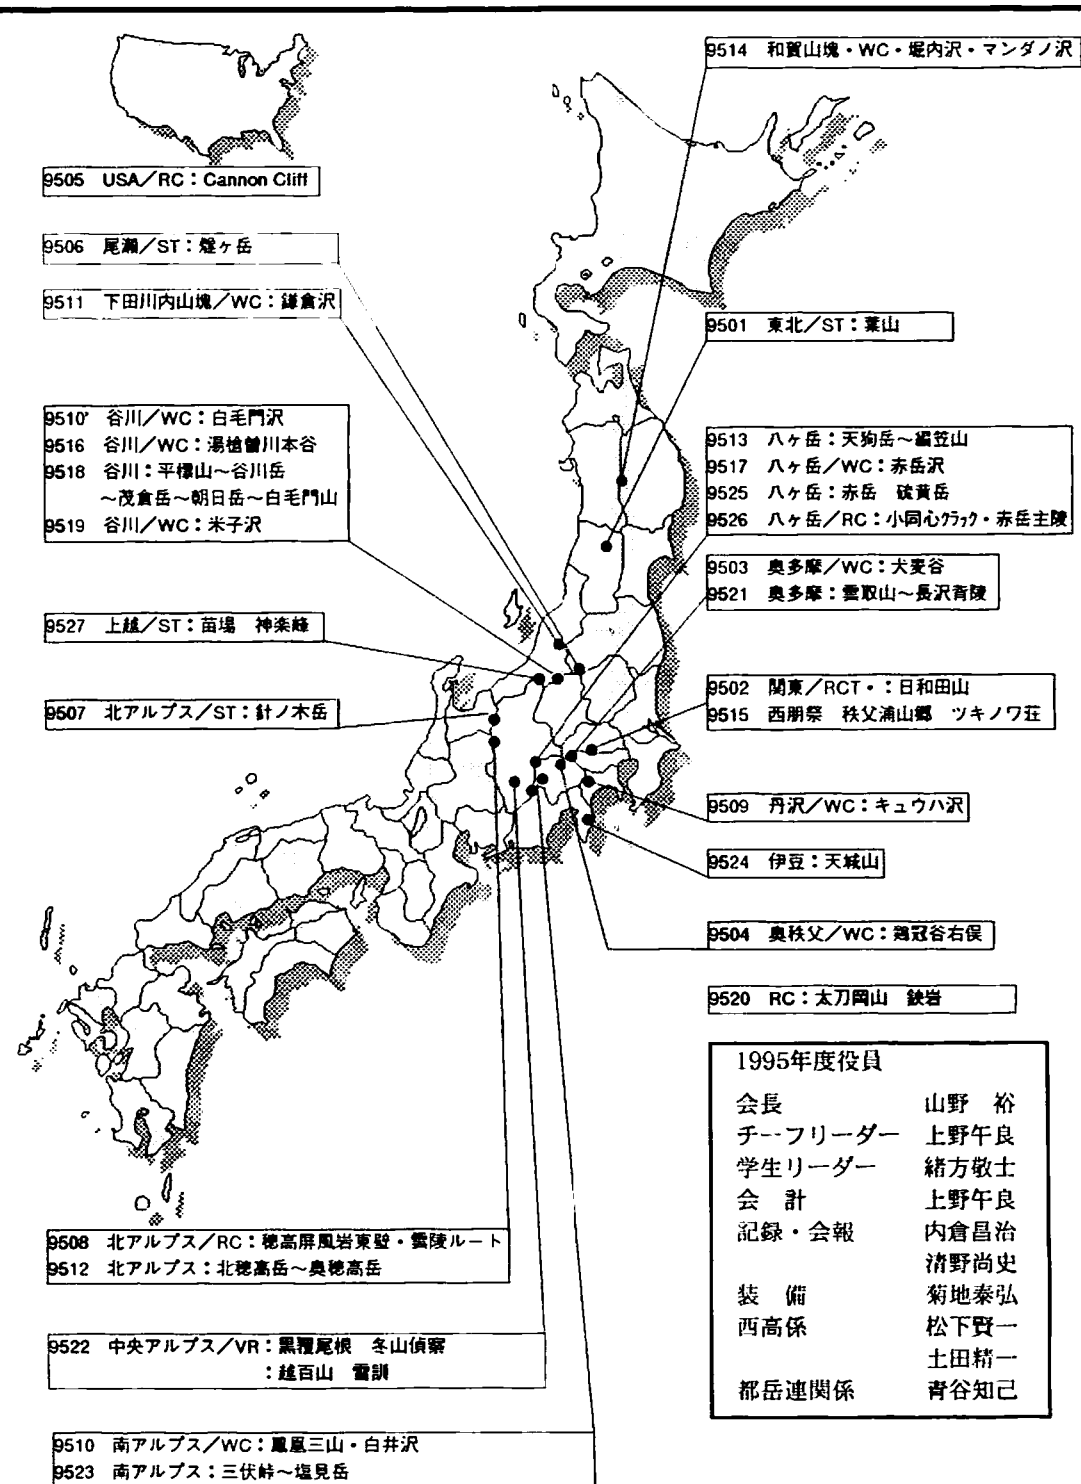 9514 和賀山塊・WC・堀内沢・マンダノ沢
9505 USA／RC：Cannon Cliff
9506 尾瀬／ST：燧ヶ岳
9511 下田川内山塊／WC：鎌倉沢
9501 東北／ST：葉山
9510' 谷川／WC：白毛門沢
9516 谷川／WC：湯檜曽川本谷
9518 谷川：平標山～谷川岳
～茂倉岳～朝日岳～白毛門山
9519 谷川／WC：米子沢
9513 八ヶ岳：天狗岳～編笠山
9517 八ヶ岳／WC：赤岳沢
9525 八ヶ岳：赤岳 硫黄岳
9526 八ヶ岳／RC：小同心クラック・赤岳主陵
9503 奥多摩／WC：犬麦谷
9521 奥多摩：雲取山～長沢背陵
9527 上越／ST：苗場 神楽峰
9507 北アルプス／ST：針ノ木岳
9502 関東／RCT・：日和田山
9515 西朋祭 秩父浦山郷 ツキノワ荘
9509 丹沢／WC：キュウハ沢
9524 伊豆：天城山
9504 奥秩父／WC：鶏冠谷右俣
9520 RC：太刀岡山 鋏岩
1995年度役員
会長 山野 裕
チーフリーダー 上野午良
学生リーダー 緒方敬士
会 計 上野午良
記録・会報 内倉昌治
清野尚史
装 備 菊地泰弘
西高係 松下賢一
土田精一
都岳連関係 青谷知己
9508 北アルプス／RC：穂高屏風岩東壁・雲陵ルート
9512 北アルプス：北穂高岳～奥穂高岳
9522 中央アルプス／VR：黒覆尾根 冬山偵察
：越百山 雪訓
9510 南アルプス／WC：鳳凰三山・白井沢
9523 南アルプス：三伏峠～塩見岳